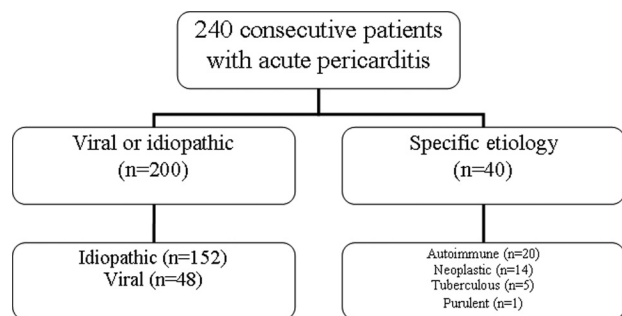 240 consecutive patients
with acute pericarditis
Viral or idiopathic
(n=200)
Specific etiology
(n=40)
Idiopathic (n=152)
Viral (n=48)
Autoimmune (n=20)
Neoplastic (n=14)
Tuberculous (n=5)
Purulent (n=1)